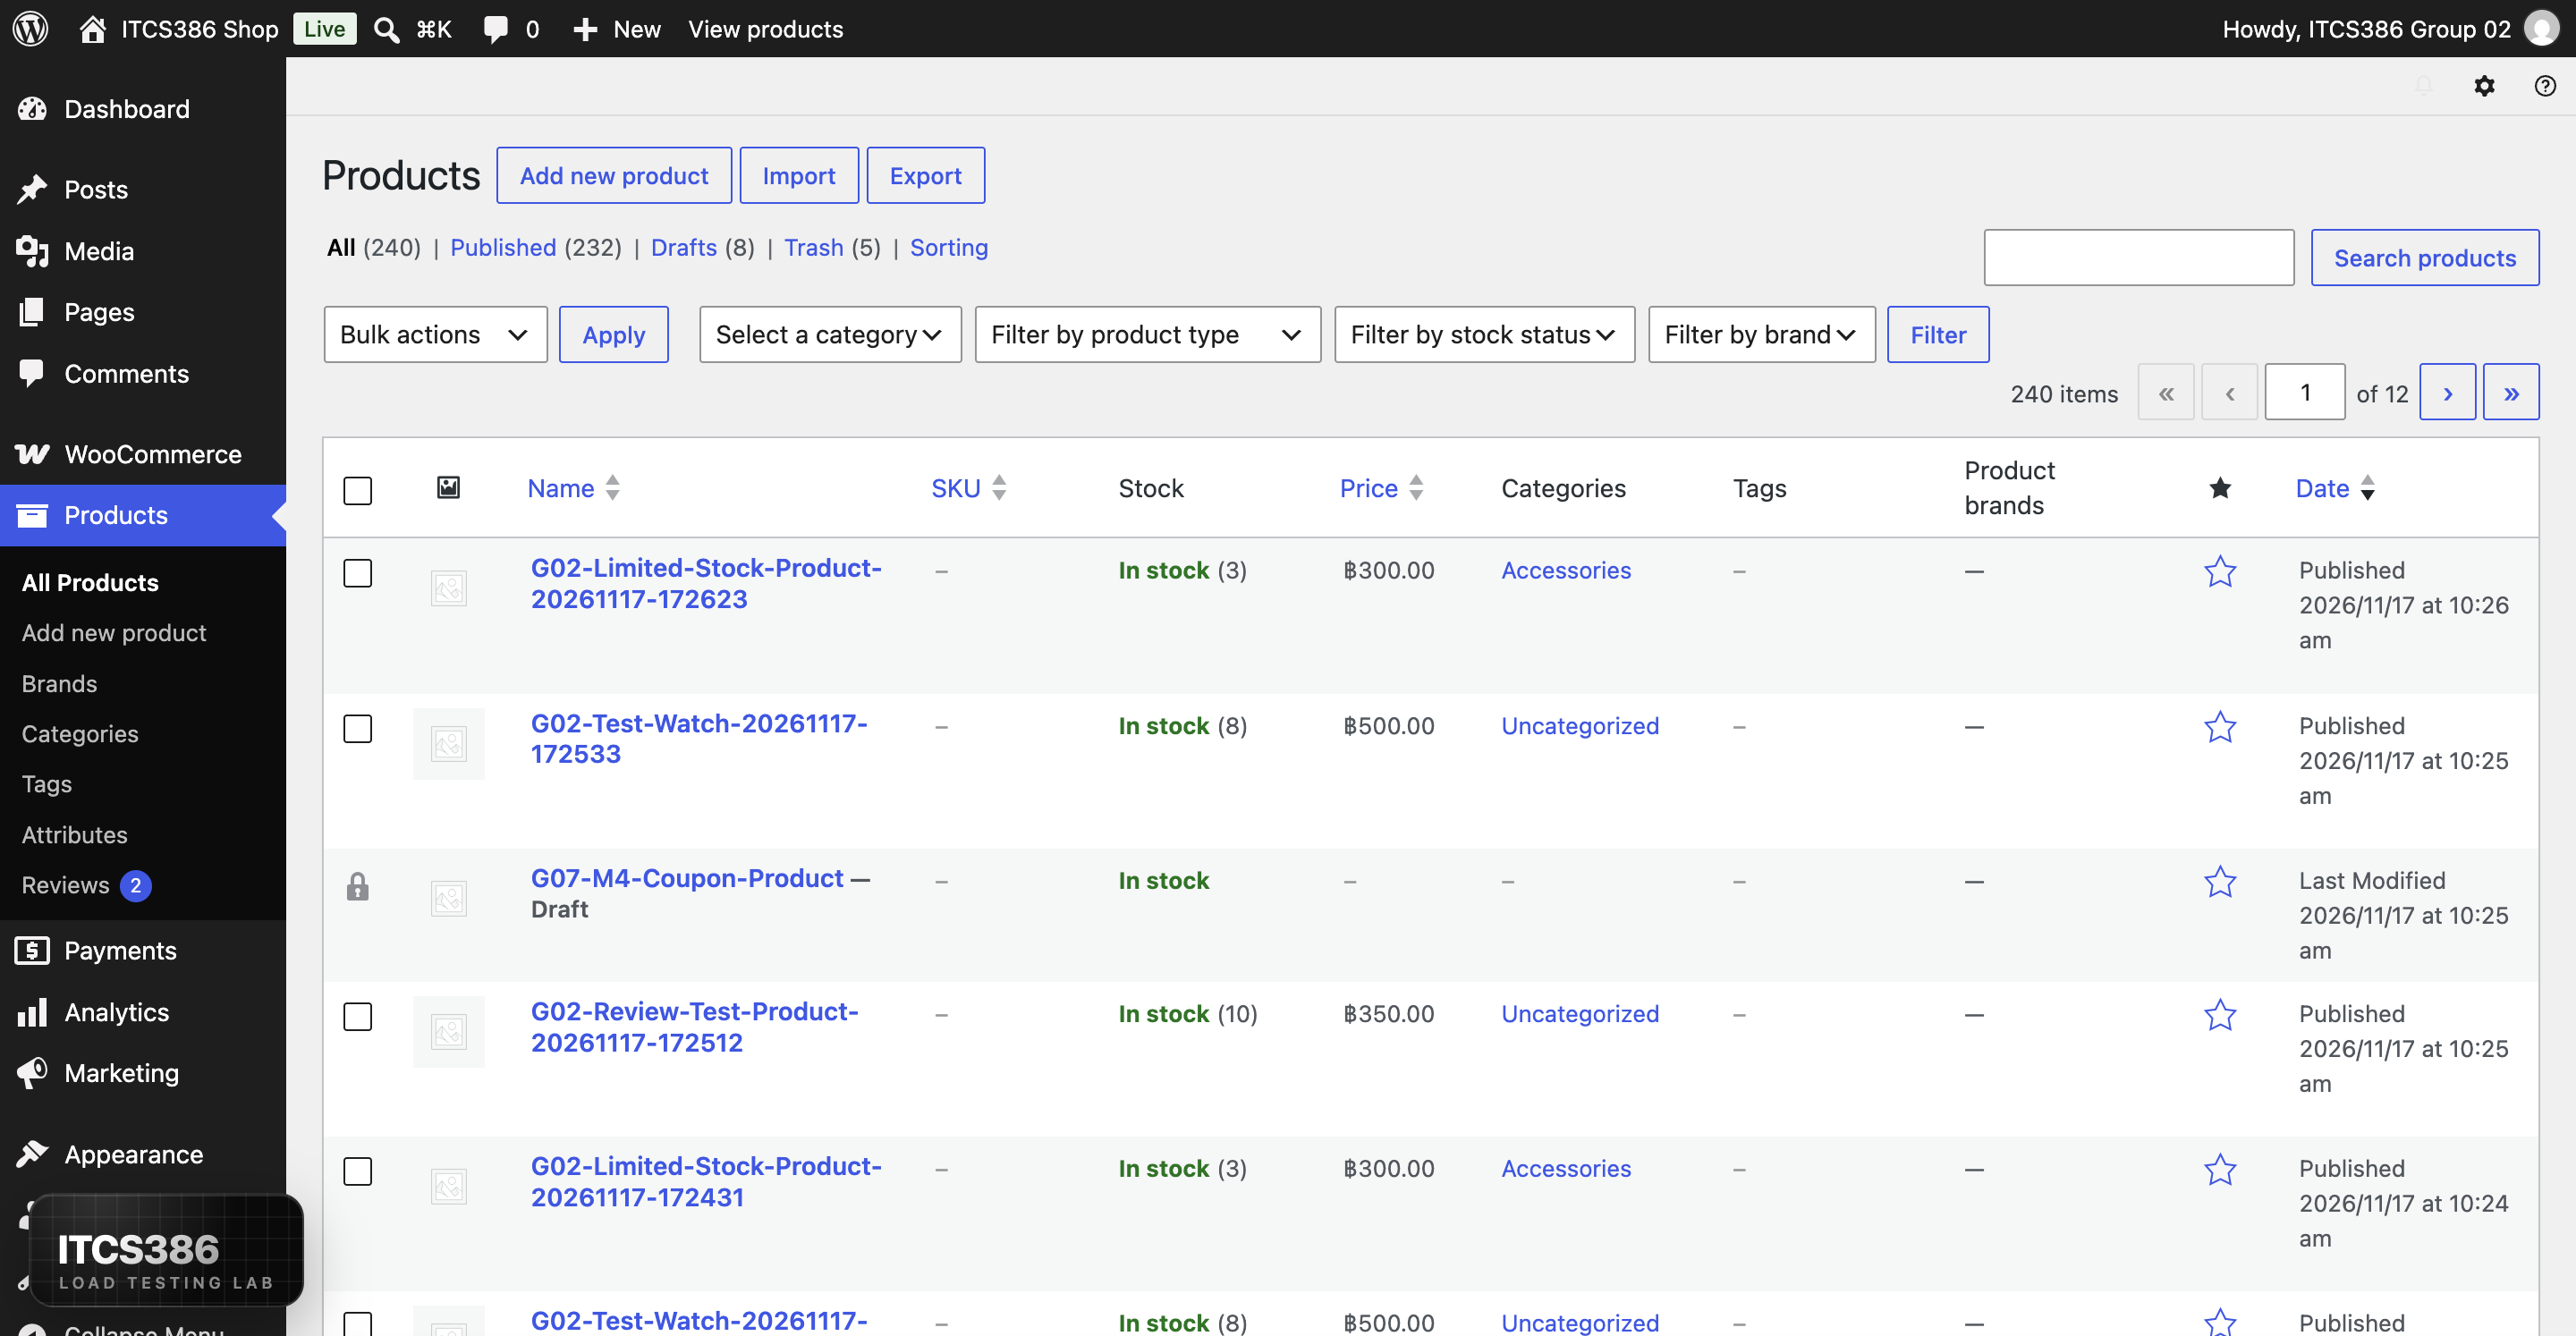 ITCS386 Shop Live ⌘K 0 + New View products Howdy, ITCS386 Group 02
Dashboard
Posts
Media
Pages
Comments
WooCommerce
Products
All Products
Add new product
Brands
Categories
Tags
Attributes
Reviews 2
Payments
Analytics
Marketing
Appearance
ITCS386
LOAD TESTING LAB
Collapse Menu
Products Add new product Import Export
All (240) | Published (232) | Drafts (8) | Trash (5) | Sorting
Search products
Bulk actions Apply Select a category Filter by product type Filter by stock status Filter by brand Filter
240 items « ‹ 1 of 12 › »
Name SKU Stock Price Categories Tags Product brands Date
G02-Limited-Stock-Product-
20261117-172623
– In stock (3) ฿300.00 Accessories – —
Published
2026/11/17 at 10:26
am
G02-Test-Watch-20261117-
172533
– In stock (8) ฿500.00 Uncategorized – —
Published
2026/11/17 at 10:25
am
G07-M4-Coupon-Product —
Draft
– In stock – – – —
Last Modified
2026/11/17 at 10:25
am
G02-Review-Test-Product-
20261117-172512
– In stock (10) ฿350.00 Uncategorized – —
Published
2026/11/17 at 10:25
am
G02-Limited-Stock-Product-
20261117-172431
– In stock (3) ฿300.00 Accessories – —
Published
2026/11/17 at 10:24
am
G02-Test-Watch-20261117-
– In stock (8) ฿500.00 Uncategorized – —
Published